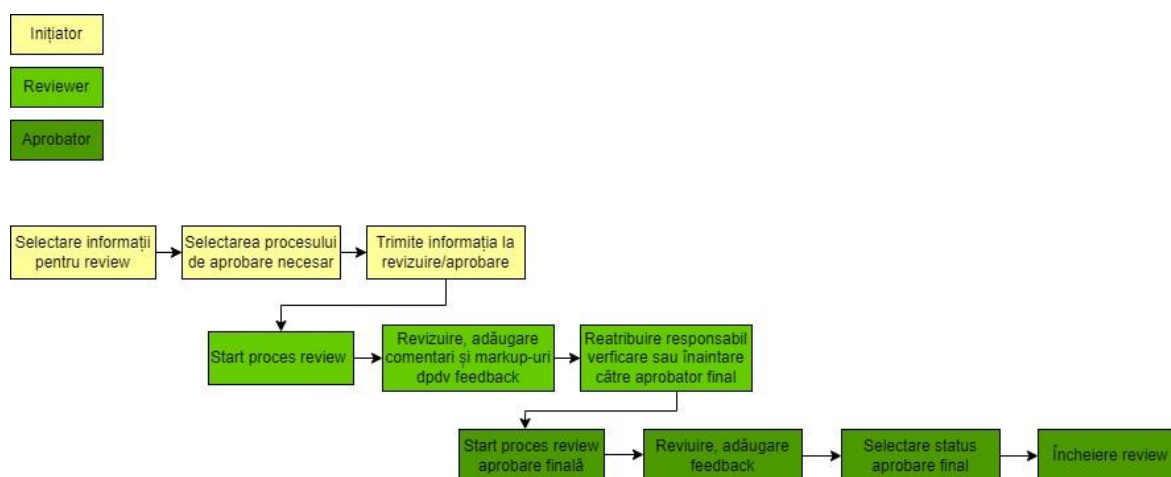 Inițiator
Reviewer
Aprobator
Selectare informații
pentru review
Selectarea procesului
de aprobare necesar
Trimite informația la
revizuire/aprobare
Start proces review
Revizuire, adăugare
comentari și markup-uri
dpdv feedback
Reatribuire responsabil
verficare sau înaintare
către aprobator final
Start proces review
aprobare finală
Reviuire, adăugare
feedback
Selectare status
aprobare final
Încheiere review